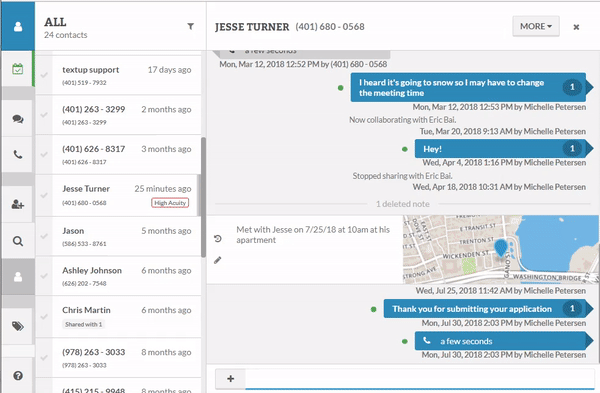 ALL
24 contacts
textup support 17 days ago
(401) 519 - 7932
(401) 263 - 3299 2 months ago
(401) 263 - 3299
(401) 626 - 8317 3 months ago
(401) 626 - 8317
Jesse Turner 25 minutes ago
(401) 680 - 0568 High Acuity
Jason 5 months ago
(586) 533 - 8761
Ashley Johnson 6 months ago
(626) 202 - 7548
Chris Martin 6 months ago
Shared with 1
(978) 263 - 3033 8 months ago
(978) 263 - 3033
(415) 215 - 9948 8 months ago
JESSE TURNER (401) 680 - 0568 MORE
a few seconds
Mon, Mar 12, 2018 12:52 PM by (401) 680 - 0568
I heard it's going to snow so I may have to change
the meeting time
1
Mon, Mar 12, 2018 12:53 PM by Michelle Petersen
Now collaborating with Eric Bai.
Tue, Mar 20, 2018 9:13 AM by Michelle Petersen
Hey! 1
Wed, Apr 4, 2018 1:16 PM by Michelle Petersen
Stopped sharing with Eric Bai.
Wed, Apr 18, 2018 10:31 AM by Michelle Petersen
1 deleted note
Met with Jesse on 7/25/18 at 10am at his
apartment
EAST ST
TRENTON ST
WICKENDEN ST
STRONG AVE
WASHINGTON BRIDGE
Wed, Jul 25, 2018 11:42 AM by Michelle Petersen
Thank you for submitting your application 1
Mon, Jul 30, 2018 2:03 PM by Michelle Petersen
a few seconds 1
Mon, Jul 30, 2018 2:03 PM by Michelle Petersen